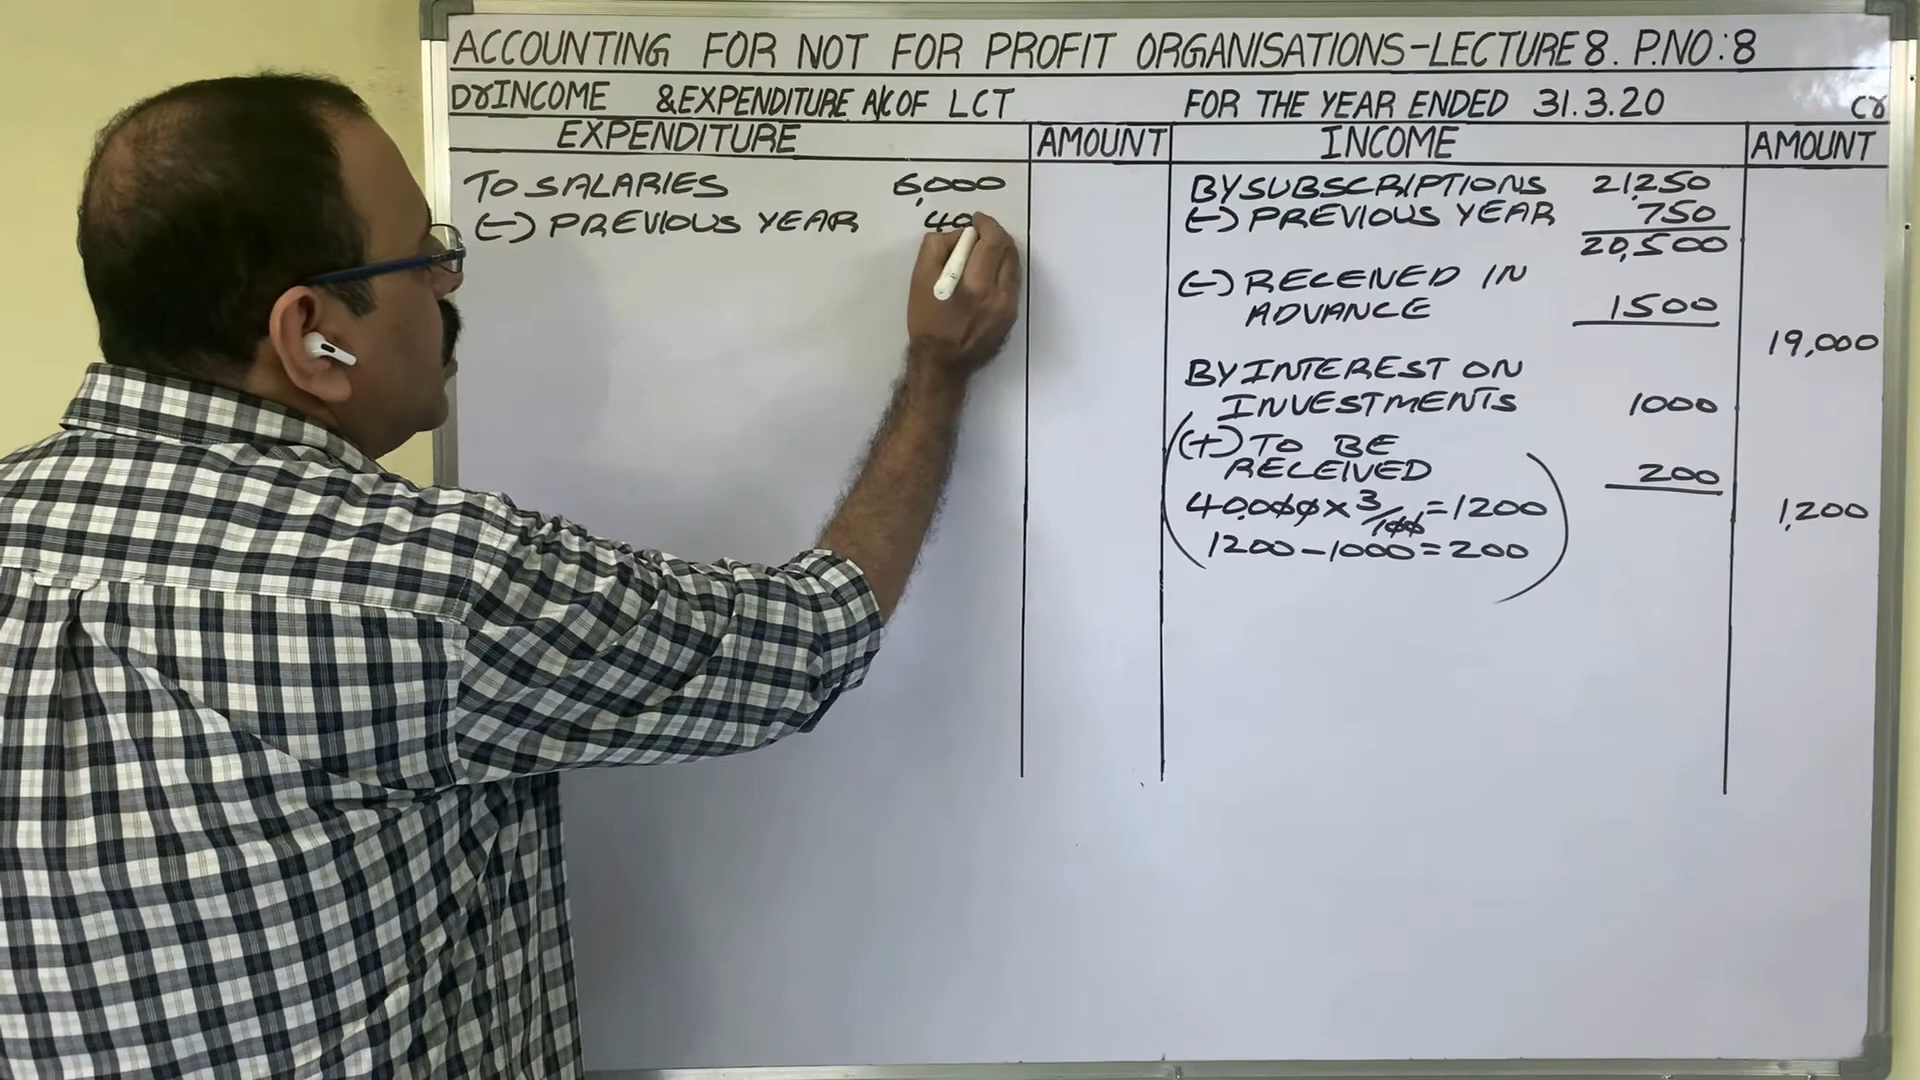 ACCOUNTING FOR NOT FOR PROFIT ORGANISATIONS-LECTURE 8. P.NO:8
Dr INCOME & EXPENDITURE A/C OF LCT FOR THE YEAR ENDED 31.3.20 Cr
EXPENDITURE AMOUNT INCOME AMOUNT
TO SALARIES 6,000
(-) PREVIOUS YEAR
BY SUBSCRIPTIONS 21,250
(-) PREVIOUS YEAR 750
20,500
(-) RECEIVED IN
ADVANCE 1500
19,000
BY INTEREST ON
INVESTMENTS 1000
(+) TO BE
RECEIVED 200
40,000 x 3/100 = 1200 1,200
1200 - 1000 = 200